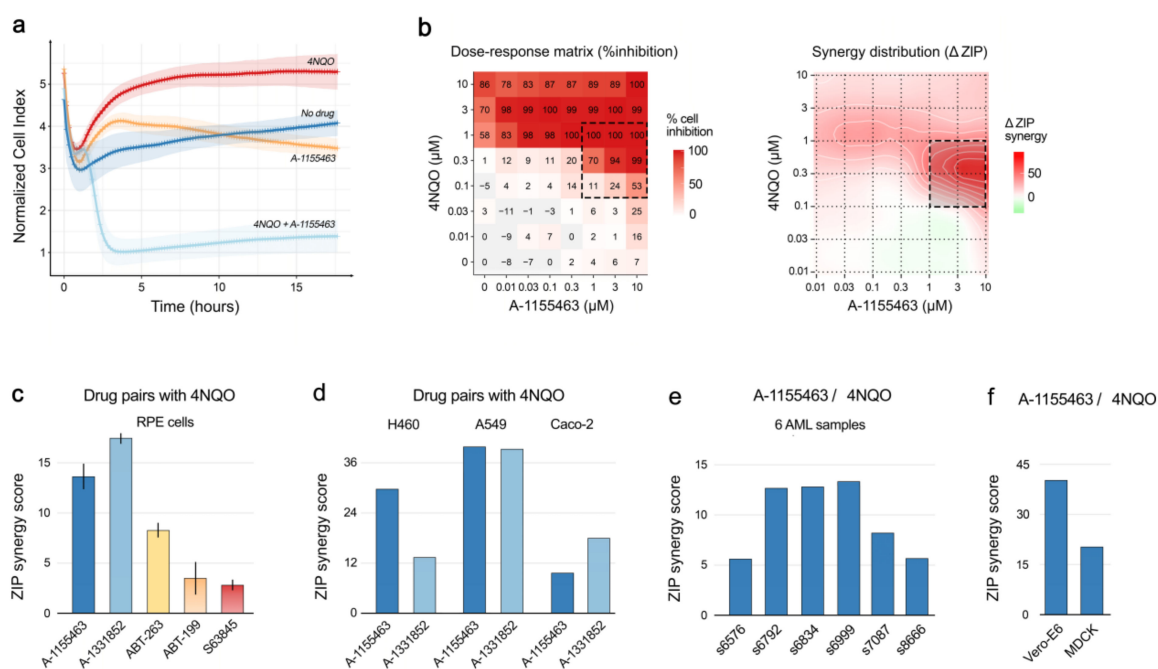 a
Normalized Cell Index
5
4
3
2
1
4NQO
No drug
A-1155463
4NQO + A-1155463
0 5 10 15
Time (hours)
b
Dose-response matrix (%inhibition)
4NQO (µM)
10 86 78 83 87 87 89 89 100
3 70 98 99 100 99 99 100 99
1 58 83 98 98 100 100 100 100
0.3 1 12 9 11 20 70 94 99
0.1 −5 4 2 4 14 11 24 53
0.03 3 −11 −1 −3 1 6 3 25
0.01 0 −9 4 7 0 2 1 16
0 0 −8 −7 0 3 4 6 7
0 0.01 0.03 0.1 0.3 1 3 10
A-1155463 (µM)
% cell
inhibition
100
50
0
Synergy distribution (Δ ZIP)
4NQO (µM)
10
3
1
0.3
0.1
0.03
0.01
0.01 0.03 0.1 0.3 1 3 10
A-1155463 (µM)
Δ ZIP
synergy
50
0
c
Drug pairs with 4NQO
RPE cells
ZIP synergy score
15
10
5
0
A-1155463
A-1331852
ABT-263
ABT-199
S63845
d
Drug pairs with 4NQO
H460 A549 Caco-2
ZIP synergy score
36
24
12
0
A-1155463
A-1331852
A-1155463
A-1331852
A-1155463
A-1331852
e
A-1155463 / 4NQO
6 AML samples
ZIP synergy score
15
10
5
0
s6576
s6792
s6834
s6999
s7087
s8666
f
A-1155463 / 4NQO
ZIP synergy score
45
30
15
0
Vero-E6
MDCK